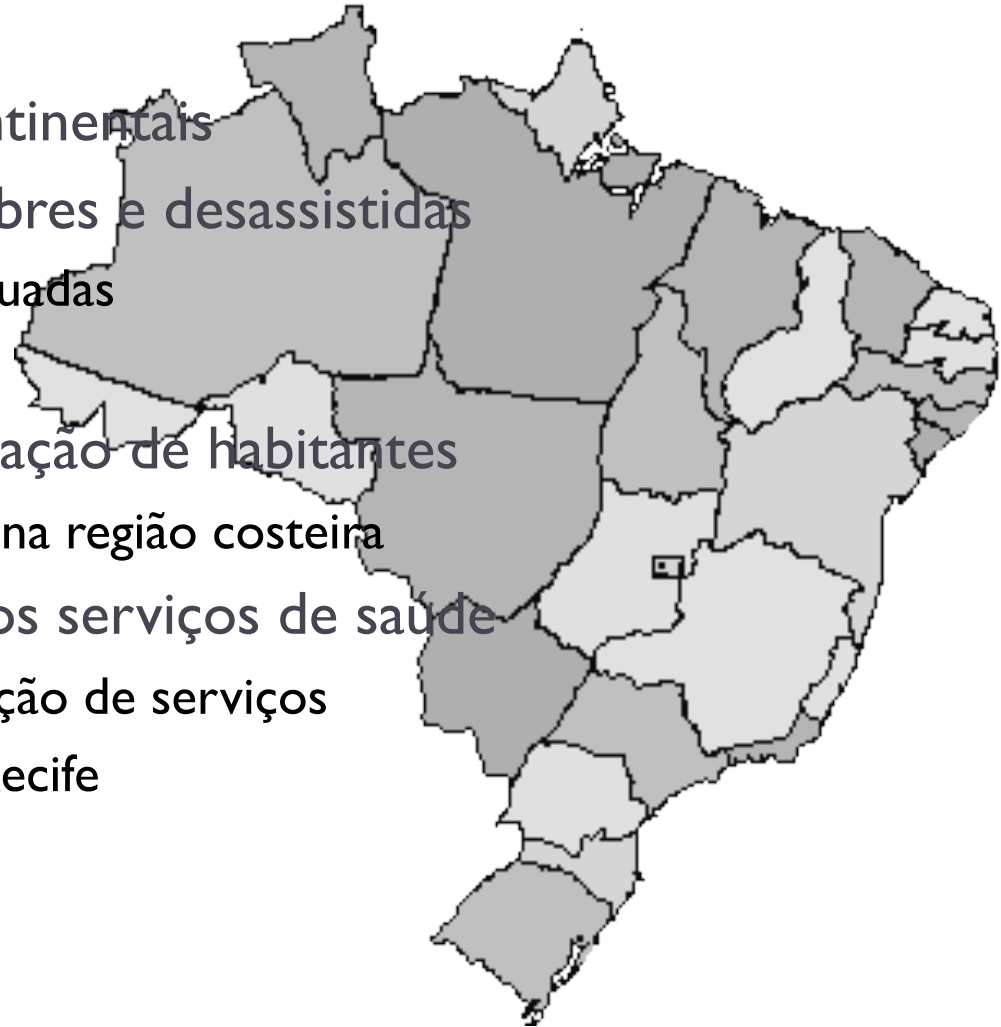 ntinentais
bres e desassistidas
uadas
ação de habitantes
na região costeira
os serviços de saúde
ção de serviços
ecife